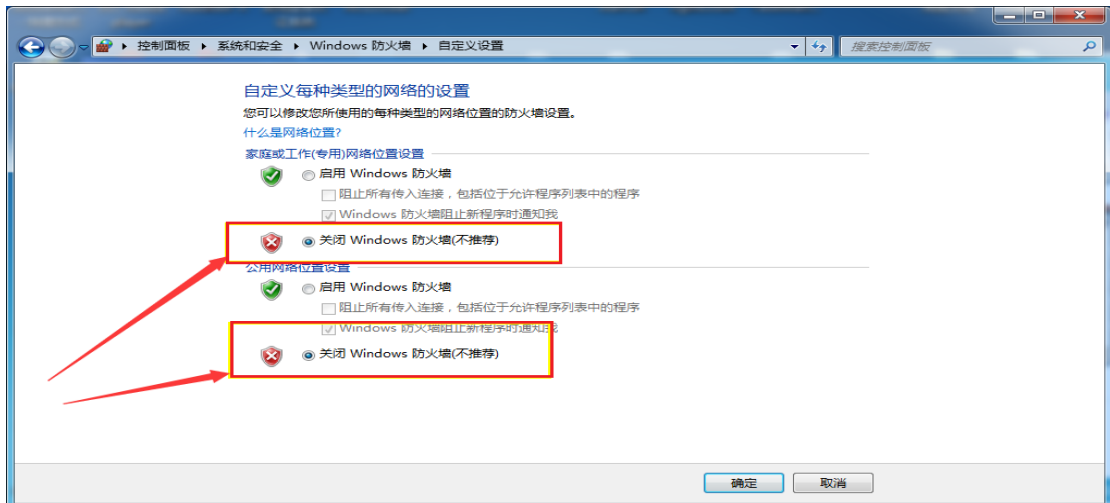 控制面板 ▸ 系统和安全 ▸ Windows 防火墙 ▸ 自定义设置
搜索控制面板
自定义每种类型的网络的设置
您可以修改您所使用的每种类型的网络位置的防火墙设置。
什么是网络位置?
家庭或工作(专用)网络位置设置
启用 Windows 防火墙
阻止所有传入连接，包括位于允许程序列表中的程序
Windows 防火墙阻止新程序时通知我
关闭 Windows 防火墙(不推荐)
公用网络位置设置
启用 Windows 防火墙
阻止所有传入连接，包括位于允许程序列表中的程序
Windows 防火墙阻止新程序时通知我
关闭 Windows 防火墙(不推荐)
确定
取消